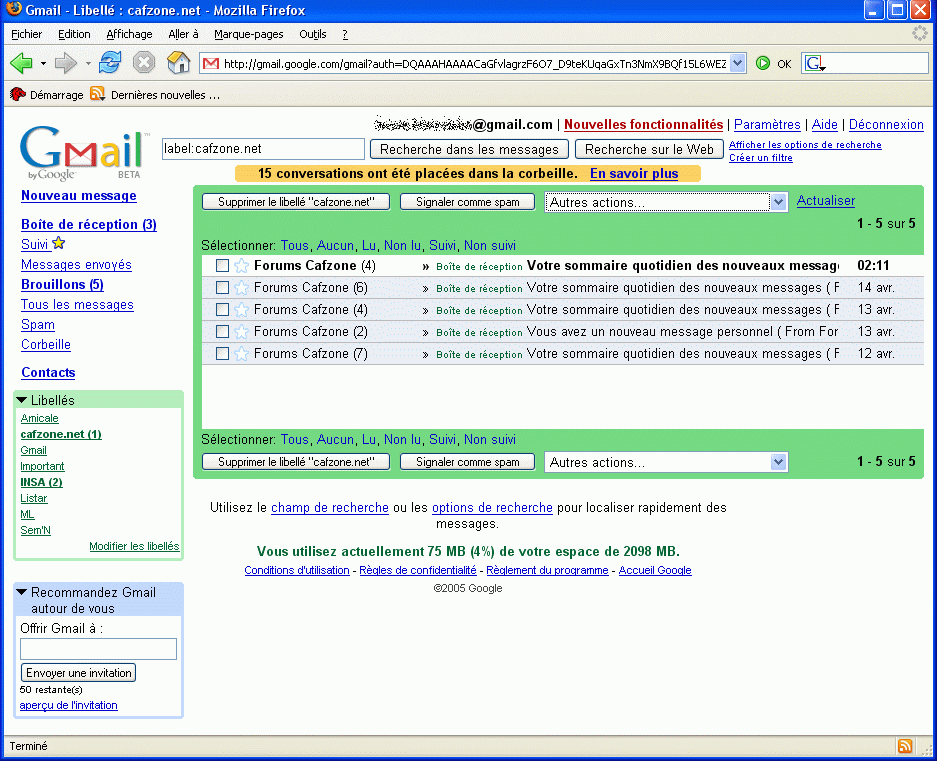 Gmail - Libellé : cafzone.net - Mozilla Firefox
Fichier Edition Affichage Aller à Marque-pages Outils ?
http://gmail.google.com/gmail?auth=DQAAAHAAAACaGfvlagrzF6O7_D9teKUqaGxTn3NmX9BQf15L6WEZ OK
Démarrage Dernières nouvelles ...
@gmail.com | Nouvelles fonctionnalités | Paramètres | Aide | Déconnexion
Gmail™ by Google BETA
label:cafzone.net Recherche dans les messages Recherche sur le Web
Afficher les options de recherche
Créer un filtre
15 conversations ont été placées dans la corbeille. En savoir plus
Nouveau message
Boîte de réception (3)
Suivi
Messages envoyés
Brouillons (5)
Tous les messages
Spam
Corbeille
Contacts
Libellés
Amicale
cafzone.net (1)
Gmail
Important
INSA (2)
Listar
ML
Sem'N
Modifier les libellés
Recommandez Gmail
autour de vous
Offrir Gmail à :
Envoyer une invitation
50 restante(s)
aperçu de l'invitation
Supprimer le libellé "cafzone.net" Signaler comme spam Autres actions... Actualiser
1 - 5 sur 5
Sélectionner: Tous, Aucun, Lu, Non lu, Suivi, Non suivi
Forums Cafzone (4) » Boîte de réception Votre sommaire quotidien des nouveaux messag 02:11
Forums Cafzone (6) » Boîte de réception Votre sommaire quotidien des nouveaux messages ( F 14 avr.
Forums Cafzone (4) » Boîte de réception Votre sommaire quotidien des nouveaux messages ( F 13 avr.
Forums Cafzone (2) » Boîte de réception Vous avez un nouveau message personnel ( From For 13 avr.
Forums Cafzone (7) » Boîte de réception Votre sommaire quotidien des nouveaux messages ( F 12 avr.
Sélectionner: Tous, Aucun, Lu, Non lu, Suivi, Non suivi
Supprimer le libellé "cafzone.net" Signaler comme spam Autres actions... 1 - 5 sur 5
Utilisez le champ de recherche ou les options de recherche pour localiser rapidement des
messages.
Vous utilisez actuellement 75 MB (4%) de votre espace de 2098 MB.
Conditions d'utilisation - Règles de confidentialité - Règlement du programme - Accueil Google
©2005 Google
Terminé